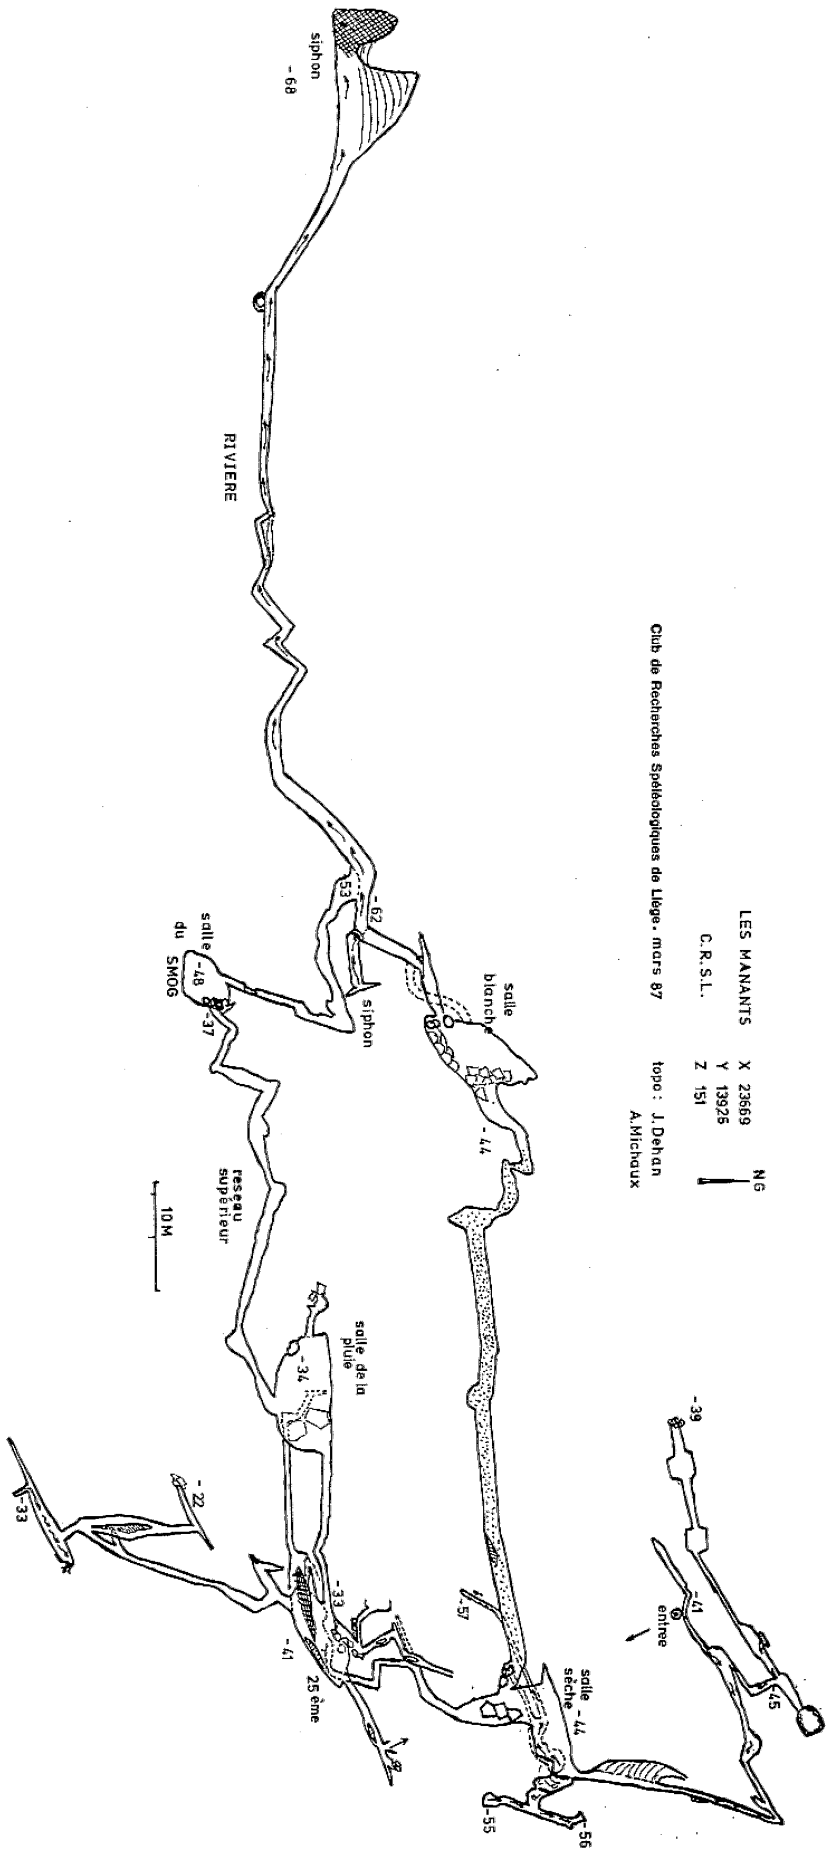 LES MANANTS X 23669
Y 13926
C.R.S.L. Z 151
NG
Club de Recherches Spéléologiques de Liège. mars 87 topo: J. Dehan
A.Michaux
siphon
-68
RIVIERE
-62
53
siphon
salle
blanche
-44
salle
du
SMOG
-48
-37
reseau
supérieur
10 M
salle de la
pluie
-34
-33
-22
-33
-41
25 ème
-57
salle
sèche
-44
-55
-56
-39
-41
entree
-45